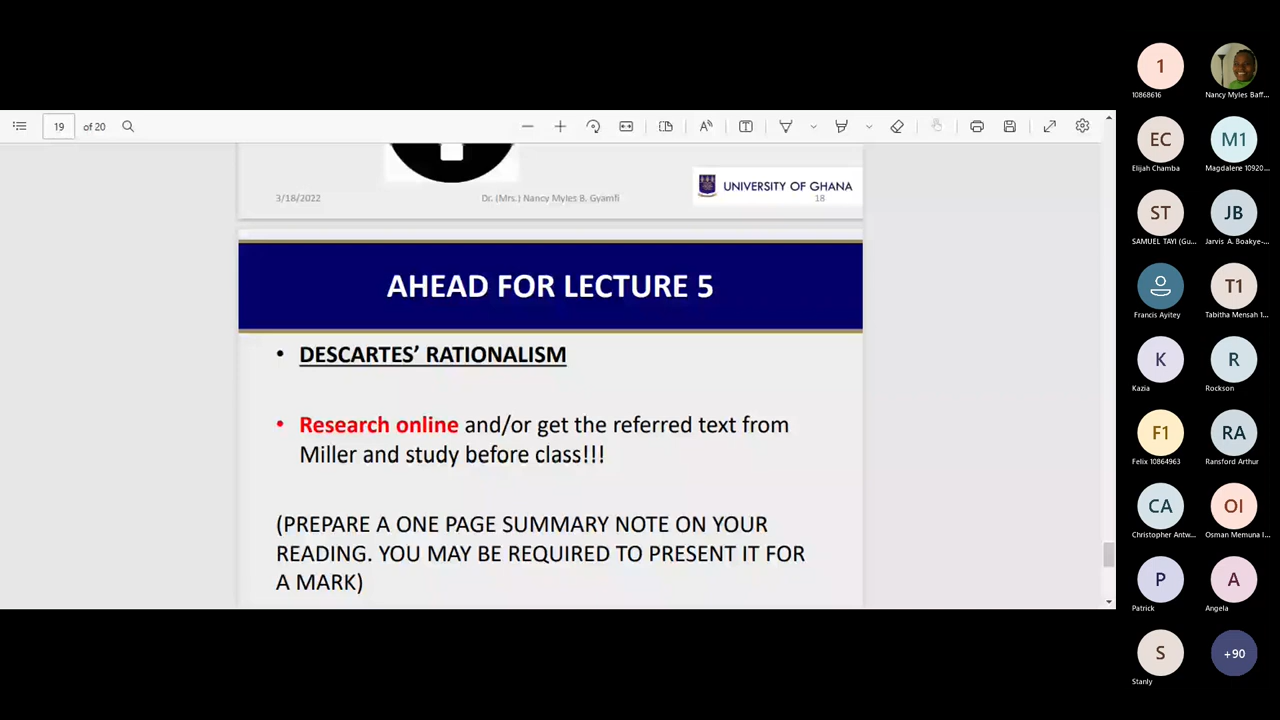 19 of 20
3/18/2022 Dr. (Mrs.) Nancy Myles B. Gyamfi UNIVERSITY OF GHANA 18
AHEAD FOR LECTURE 5
• DESCARTES’ RATIONALISM
• Research online and/or get the referred text from
Miller and study before class!!!
(PREPARE A ONE PAGE SUMMARY NOTE ON YOUR
READING. YOU MAY BE REQUIRED TO PRESENT IT FOR
A MARK)
1
10868616
Nancy Myles Baff...
EC
Elijah Chamba
M1
Magdalene 10920...
ST
SAMUEL TAYI (Gu...
JB
Jarvis A. Boakye-...
Francis Ayitey
T1
Tabitha Mensah 1...
K
Kazia
R
Rockson
F1
Felix 10864963
RA
Ransford Arthur
CA
Christopher Antw...
OI
Osman Memuna I...
P
Patrick
A
Angela
S
Stanly
+90